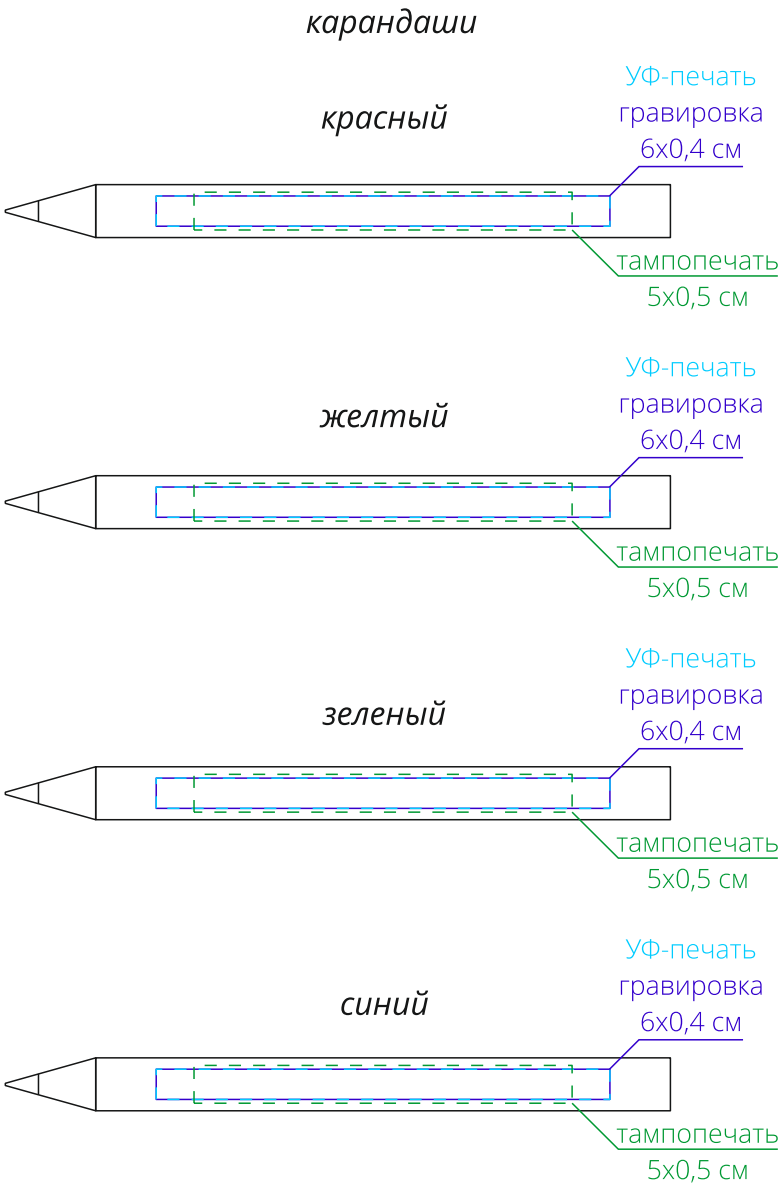 карандаши
УФ-печать
красный
гравировка
6х0,4 см
тампопечать
5х0,5 см
УФ-печать
желтый
гравировка
6х0,4 см
тампопечать
5х0,5 см
УФ-печать
зеленый
гравировка
6х0,4 см
тампопечать
5х0,5 см
УФ-печать
синий
гравировка
6х0,4 см
тампопечать
5х0,5 см